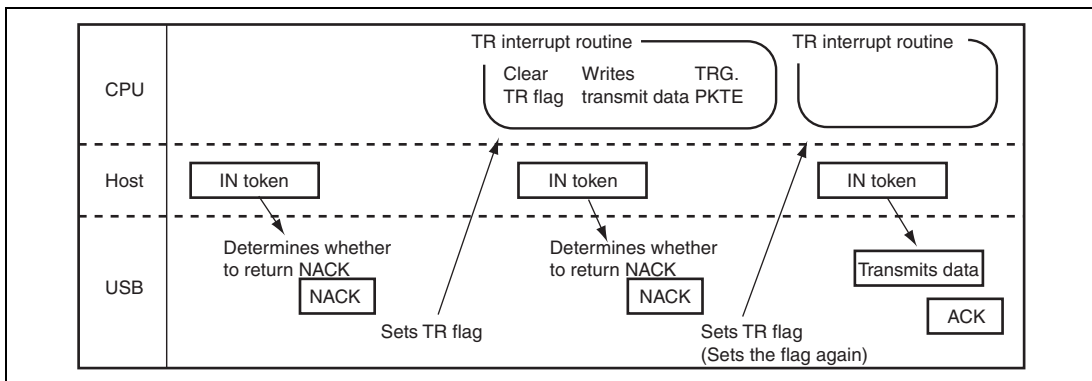 TR interrupt routine
TR interrupt routine
CPU
Clear Writes TRG.
TR flag transmit data PKTE
Host
IN token
IN token
IN token
USB
Determines whether
to return NACK
NACK
Sets TR flag
Determines whether
to return NACK
NACK
Sets TR flag
(Sets the flag again)
Transmits data
ACK